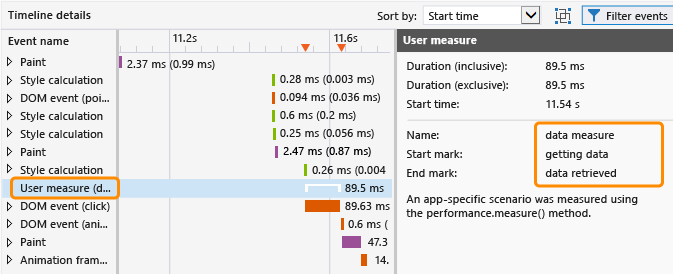 Timeline details
Sort by: Start time
Filter events
Event name
11.2s 11.6s
Paint 2.37 ms (0.99 ms)
Style calculation 0.28 ms (0.003 ms)
DOM event (poi... 0.094 ms (0.036 ms)
Style calculation 0.6 ms (0.2 ms)
Style calculation 0.25 ms (0.056 ms)
Paint 2.47 ms (0.87 ms)
Style calculation 0.26 ms (0.004
User measure (d... 89.5 ms
DOM event (click) 89.63 ms
DOM event (ani... 0.6 ms (
Paint 47.3
Animation fram... 14.
User measure
Duration (inclusive): 89.5 ms
Duration (exclusive): 89.5 ms
Start time: 11.54 s
Name: data measure
Start mark: getting data
End mark: data retrieved
An app-specific scenario was measured using
the performance.measure() method.